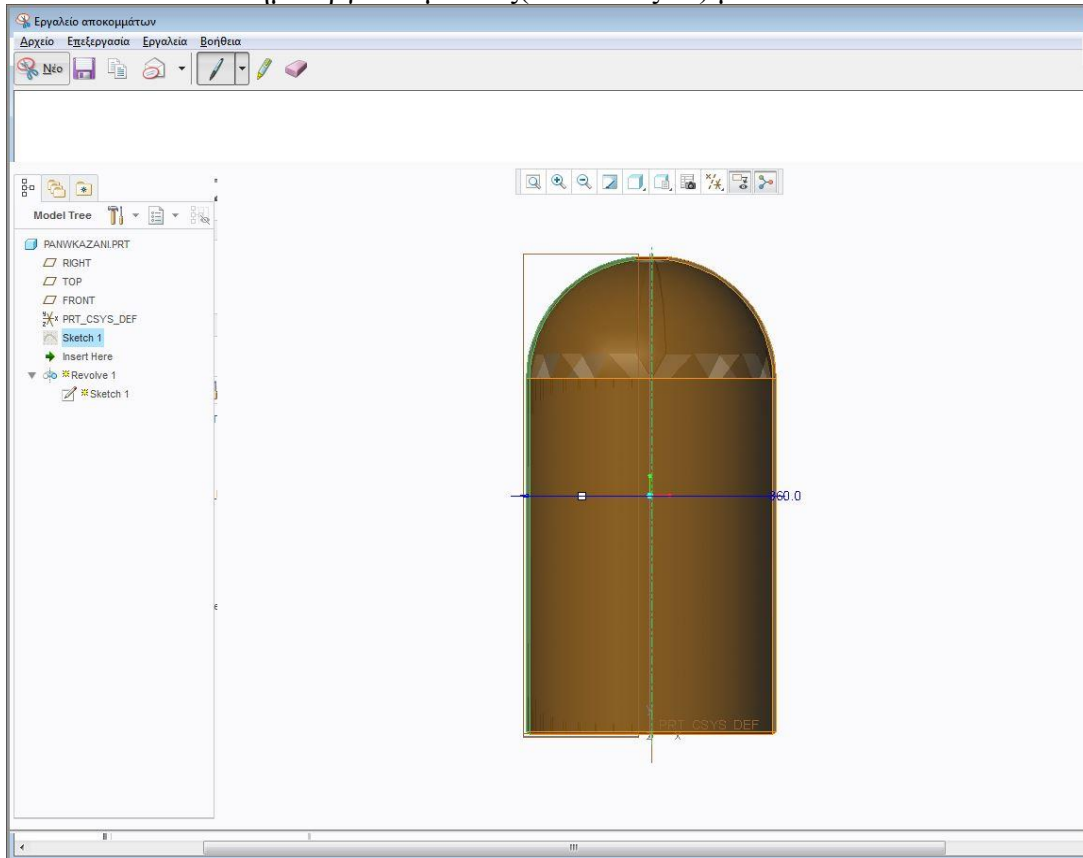 Εργαλείο αποκομμάτων
Αρχείο Επεξεργασία Εργαλεία Βοήθεια
Νέο
Model Tree
PANWKAZANI.PRT
RIGHT
TOP
FRONT
PRT_CSYS_DEF
Sketch 1
Insert Here
Revolve 1
Sketch 1
360.0
PRT_CSYS_DEF
X